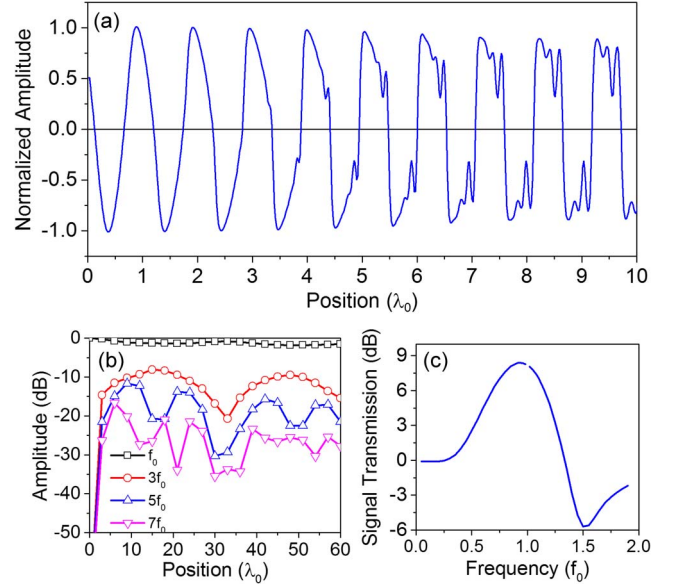 (a)
Normalized Amplitude
1.0
0.5
0.0
-0.5
-1.0
0 1 2 3 4 5 6 7 8 9 10
Position (λ₀)
(b)
Amplitude (dB)
0
-10
-20
-30
-40
-50
f₀
3f₀
5f₀
7f₀
0 10 20 30 40 50 60
Position (λ₀)
(c)
Signal Transmission (dB)
9
6
3
0
-3
-6
0.0 0.5 1.0 1.5 2.0
Frequency (f₀)